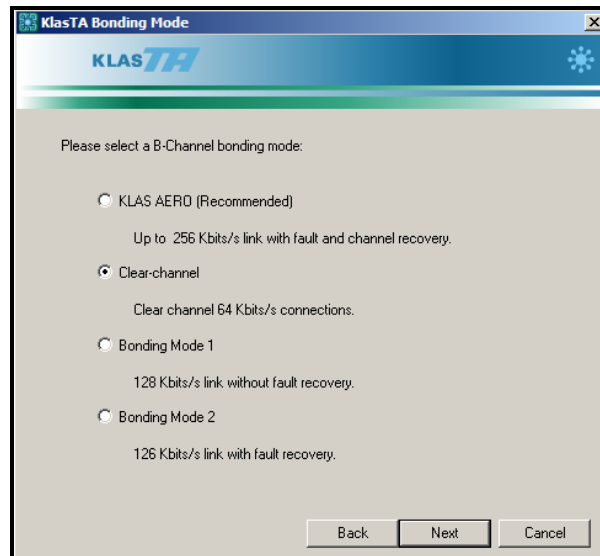 KlasTA Bonding Mode
KLAS TA
Please select a B-Channel bonding mode:
KLAS AERO (Recommended)
Up to 256 Kbits/s link with fault and channel recovery.
Clear-channel
Clear channel 64 Kbits/s connections.
Bonding Mode 1
128 Kbits/s link without fault recovery.
Bonding Mode 2
126 Kbits/s link with fault recovery.
Back Next Cancel